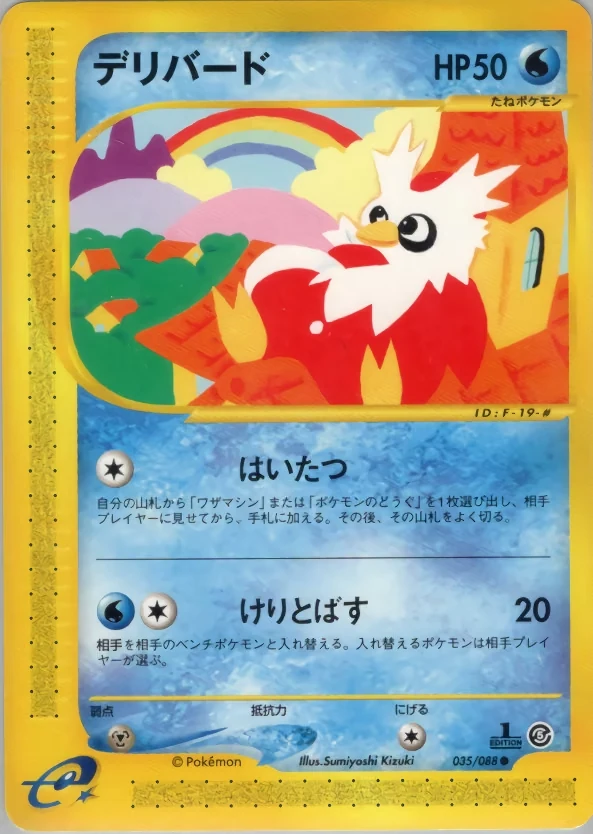 デリバード
HP50
たねポケモン
ID:F-19-#
はいたつ
自分の山札から「ワザマシン」または「ポケモンのどうぐ」を1枚選び出し、相手
プレイヤーに見せてから、手札に加える。その後、その山札をよく切る。
けりとばす 20
相手を相手のベンチポケモンと入れ替える。入れ替えるポケモンは相手プレイ
ヤーが選ぶ。
弱点 抵抗力 にげる
©Pokémon
Illus.Sumiyoshi Kizuki
1
EDITION
035/088
e